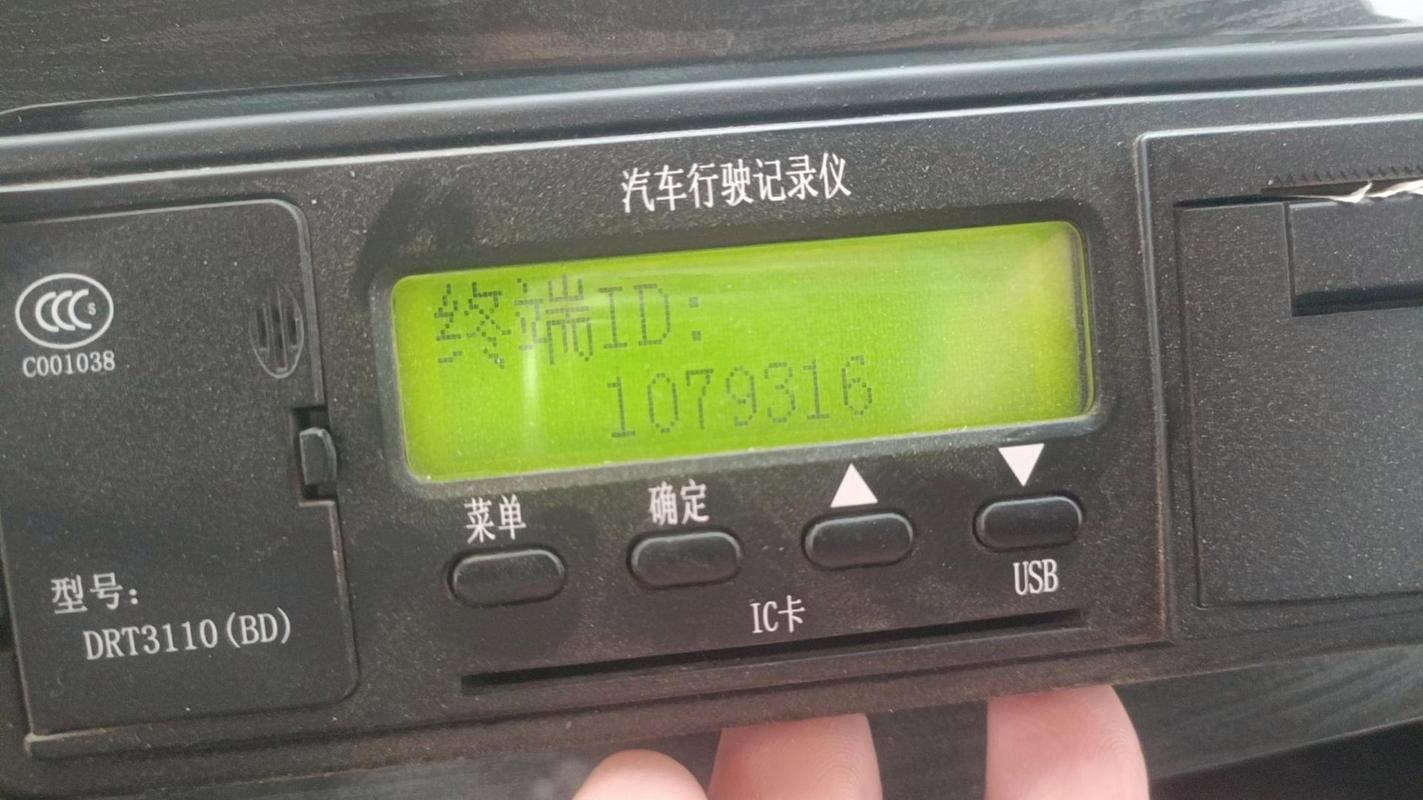 汽车行驶记录仪
CCCS
C001038
终端ID:
1079316
菜单
确定
▲
▼
IC卡
USB
型号:
DRT3110(BD)